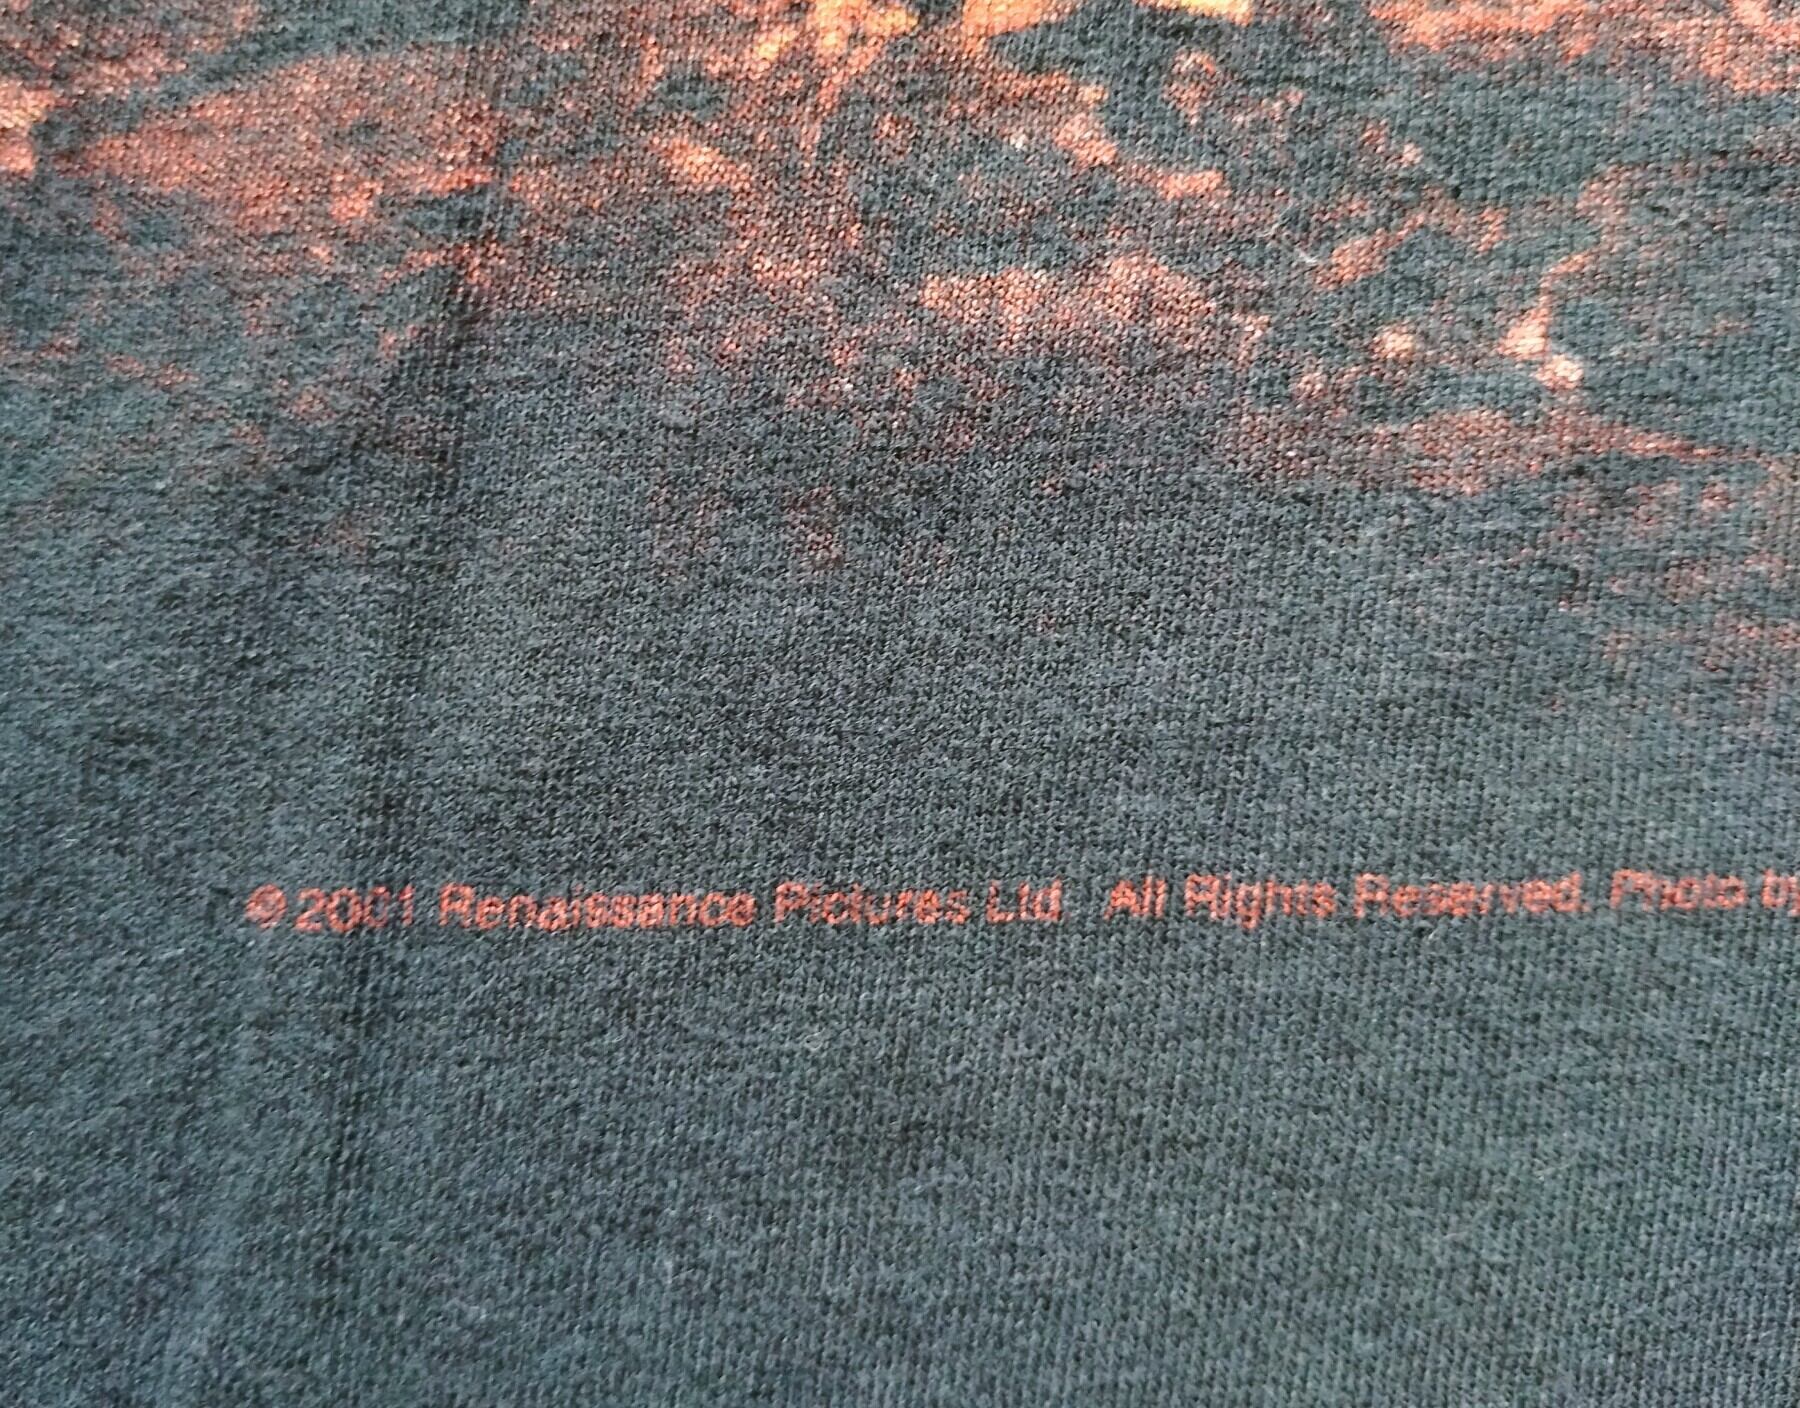 © 2001 Renaissance Pictures Ltd. All Rights Reserved. Photo by